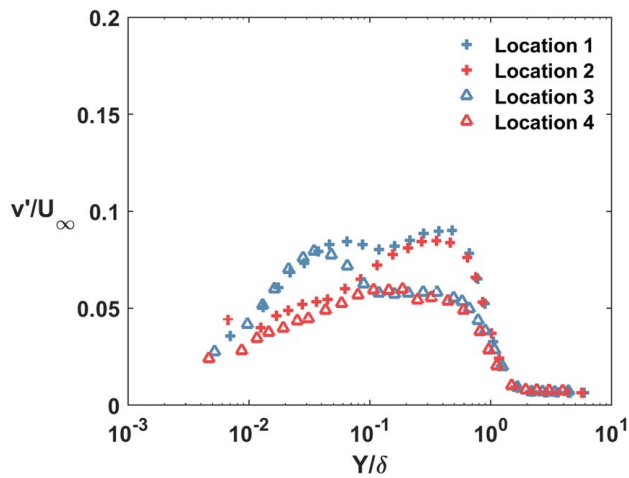 0.2
0.15
0.1
0.05
0
v'/U∞
10⁻³
10⁻²
10⁻¹
10⁰
10¹
Y/δ
Location 1
Location 2
Location 3
Location 4